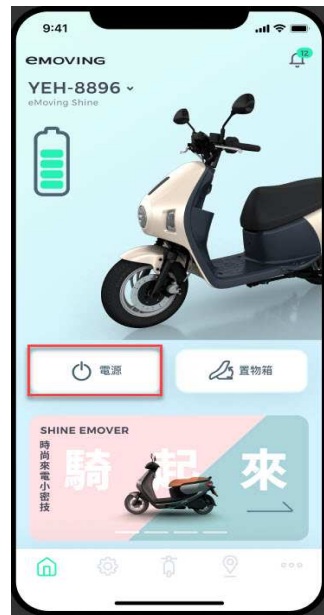 9:41
eMOVING
12
YEH-8896
eMoving Shine
電源
置物箱
SHINE EMOVER
時尚來電小密技
騎起來